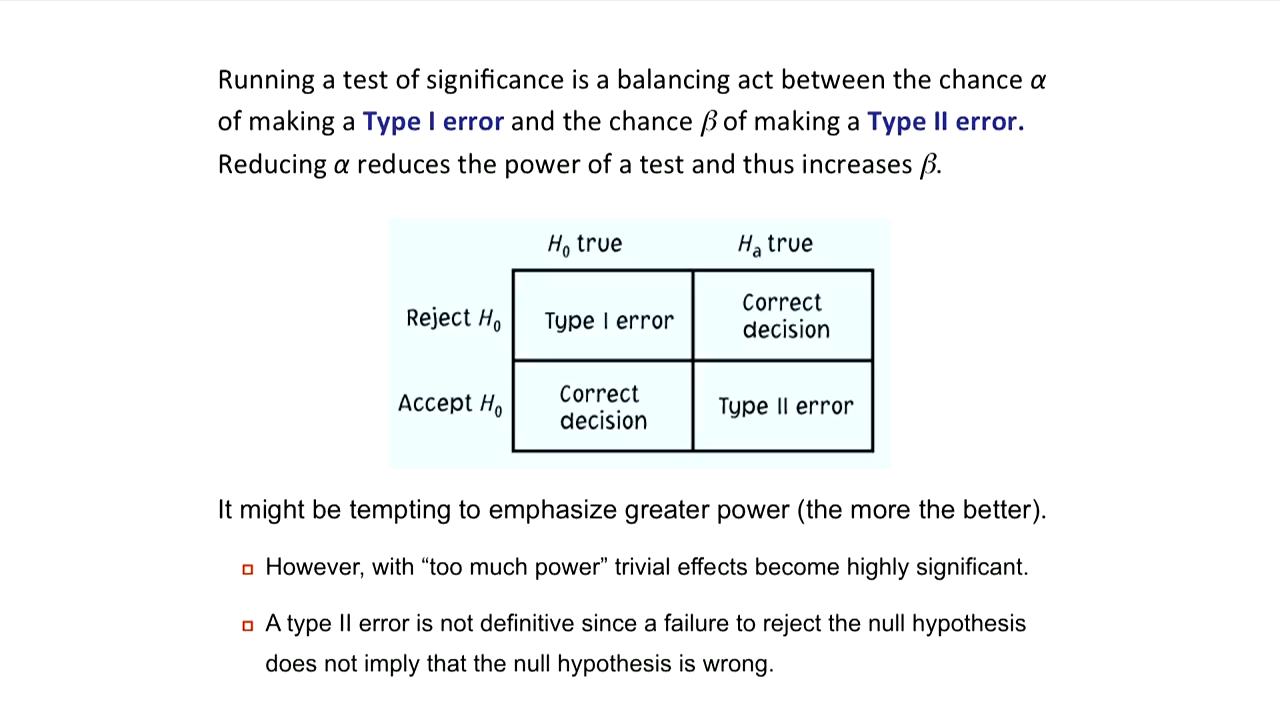 Running a test of significance is a balancing act between the chance α
of making a Type I error and the chance β of making a Type II error.
Reducing α reduces the power of a test and thus increases β.
H₀ true Hₐ true
Reject H₀ Type I error Correct decision
Accept H₀ Correct decision Type II error
It might be tempting to emphasize greater power (the more the better).
However, with “too much power” trivial effects become highly significant.
A type II error is not definitive since a failure to reject the null hypothesis
does not imply that the null hypothesis is wrong.